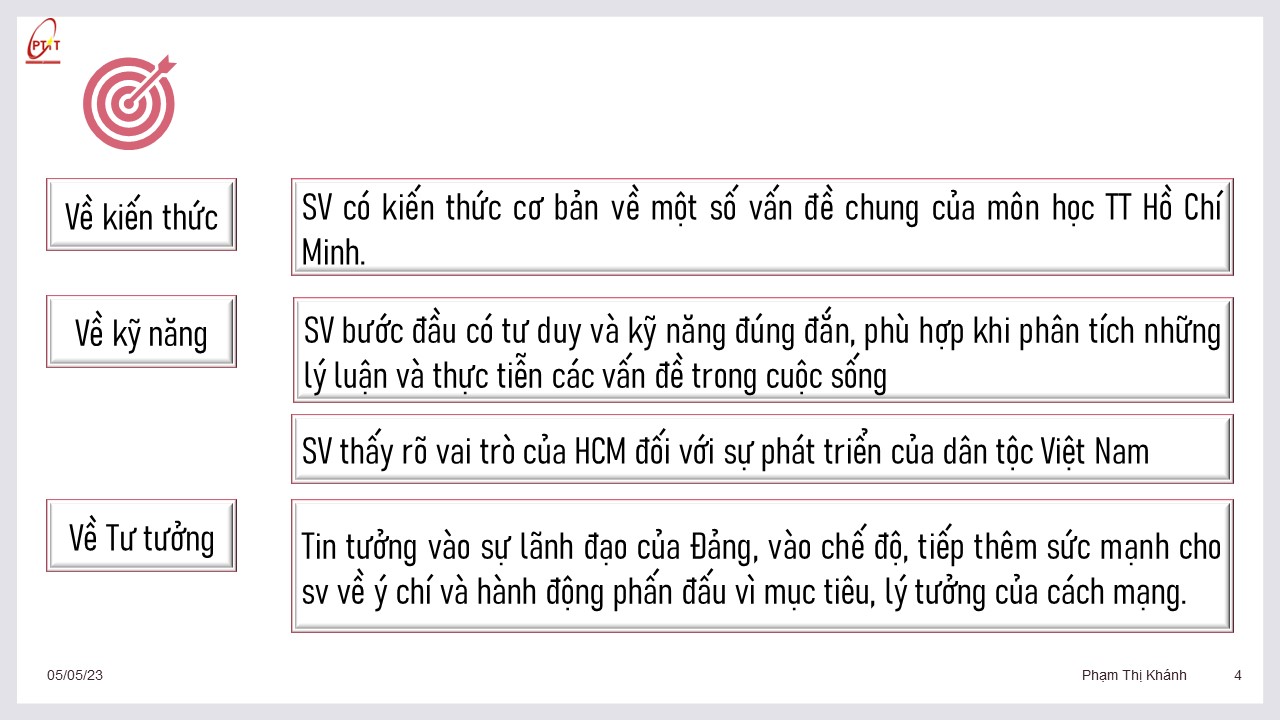 PTIT
Về kiến thức
SV có kiến thức cơ bản về một số vấn đề chung của môn học TT Hồ Chí
Minh.
Về kỹ năng
SV bước đầu có tư duy và kỹ năng đúng đắn, phù hợp khi phân tích những
lý luận và thực tiễn các vấn đề trong cuộc sống
SV thấy rõ vai trò của HCM đối với sự phát triển của dân tộc Việt Nam
Về Tư tưởng
Tin tưởng vào sự lãnh đạo của Đảng, vào chế độ, tiếp thêm sức mạnh cho
sv về ý chí và hành động phấn đấu vì mục tiêu, lý tưởng của cách mạng.
05/05/23
Phạm Thị Khánh
4